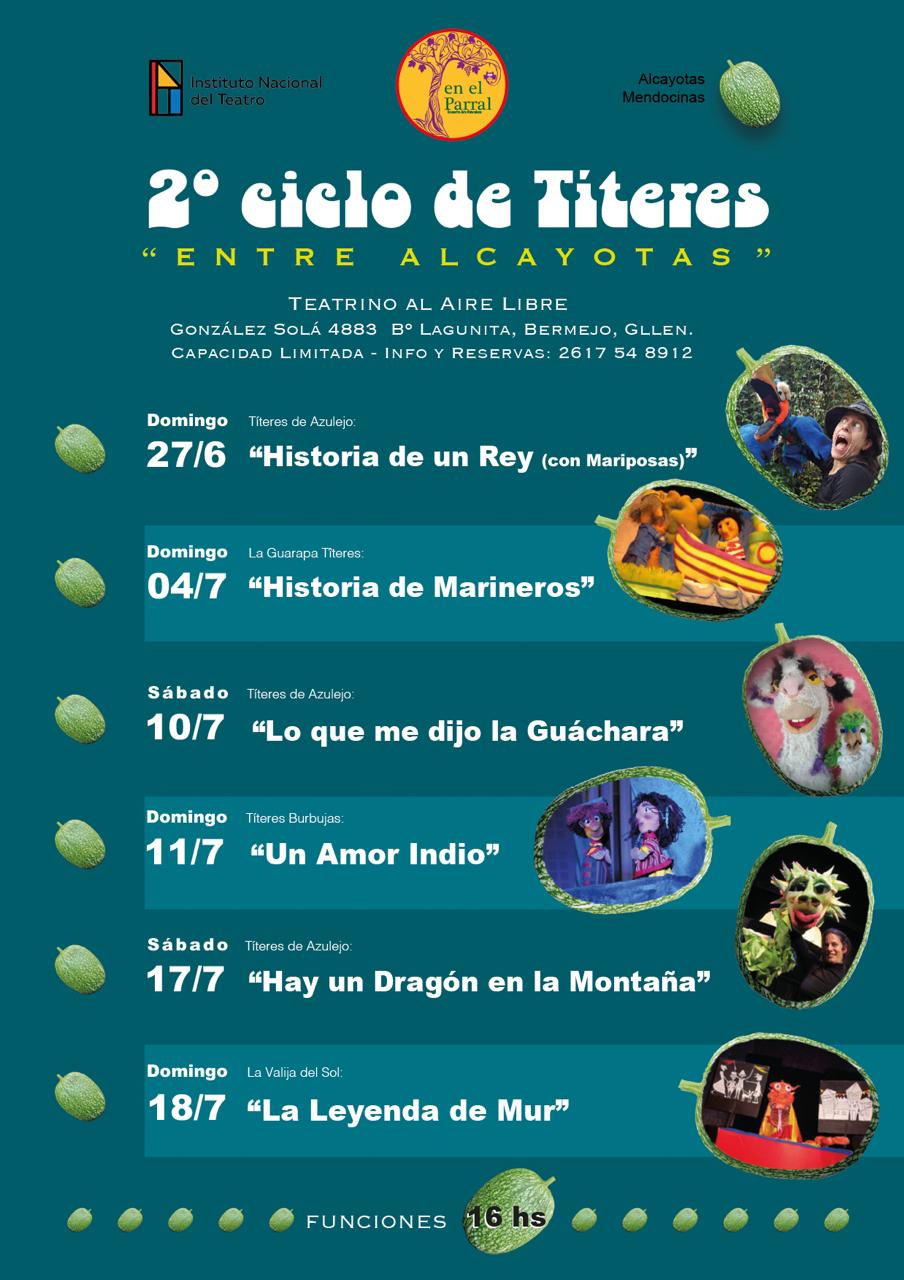 Instituto Nacional
del Teatro
en el
Parral
Alcayotas
Mendocinas
2º ciclo de Títeres
“ENTRE ALCAYOTAS”
Teatrino al Aire Libre
González Solá 4883 Bº Lagunita, Bermejo, Gllen.
Capacidad Limitada - Info y Reservas: 2617 54 8912
Domingo Títeres de Azulejo:
27/6 “Historia de un Rey (con Mariposas)”
Domingo La Guarapa Títeres:
04/7 “Historia de Marineros”
Sábado Títeres de Azulejo:
10/7 “Lo que me dijo la Guáchara”
Domingo Títeres Burbujas:
11/7 “Un Amor Indio”
Sábado Títeres de Azulejo:
17/7 “Hay un Dragón en la Montaña”
Domingo La Valija del Sol:
18/7 “La Leyenda de Mur”
FUNCIONES 16 hs